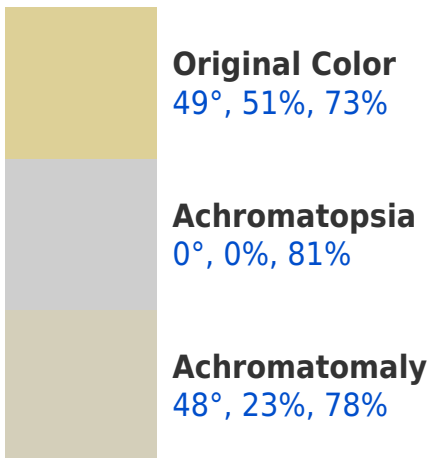 Original Color
49°, 51%, 73%
Achromatopsia
0°, 0%, 81%
Achromatomaly
48°, 23%, 78%